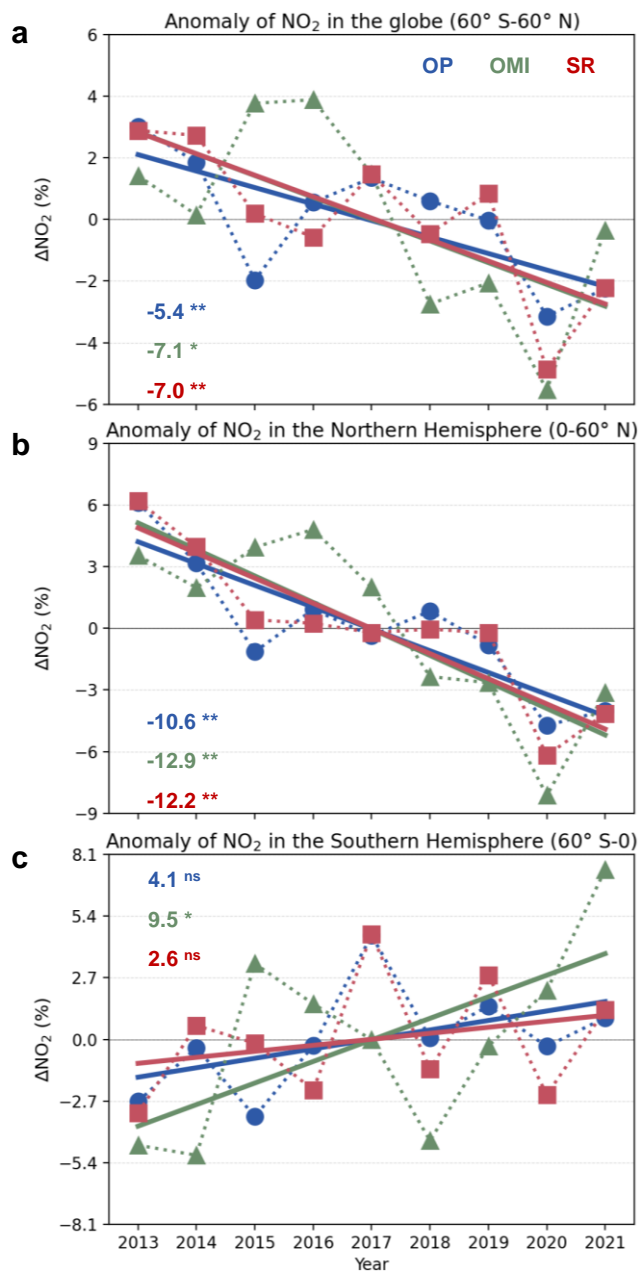 a
Anomaly of NO₂ in the globe (60° S-60° N)
OP OMI SR
6
4
2
0
−2
−4
−6
ΔNO₂ (%)
-5.4 **
-7.1 *
-7.0 **
b
Anomaly of NO₂ in the Northern Hemisphere (0-60° N)
9
6
3
0
−3
−6
−9
ΔNO₂ (%)
-10.6 **
-12.9 **
-12.2 **
c
Anomaly of NO₂ in the Southern Hemisphere (60° S-0)
8.1
5.4
2.7
0.0
−2.7
−5.4
−8.1
ΔNO₂ (%)
4.1 ns
9.5 *
2.6 ns
2013 2014 2015 2016 2017 2018 2019 2020 2021
Year